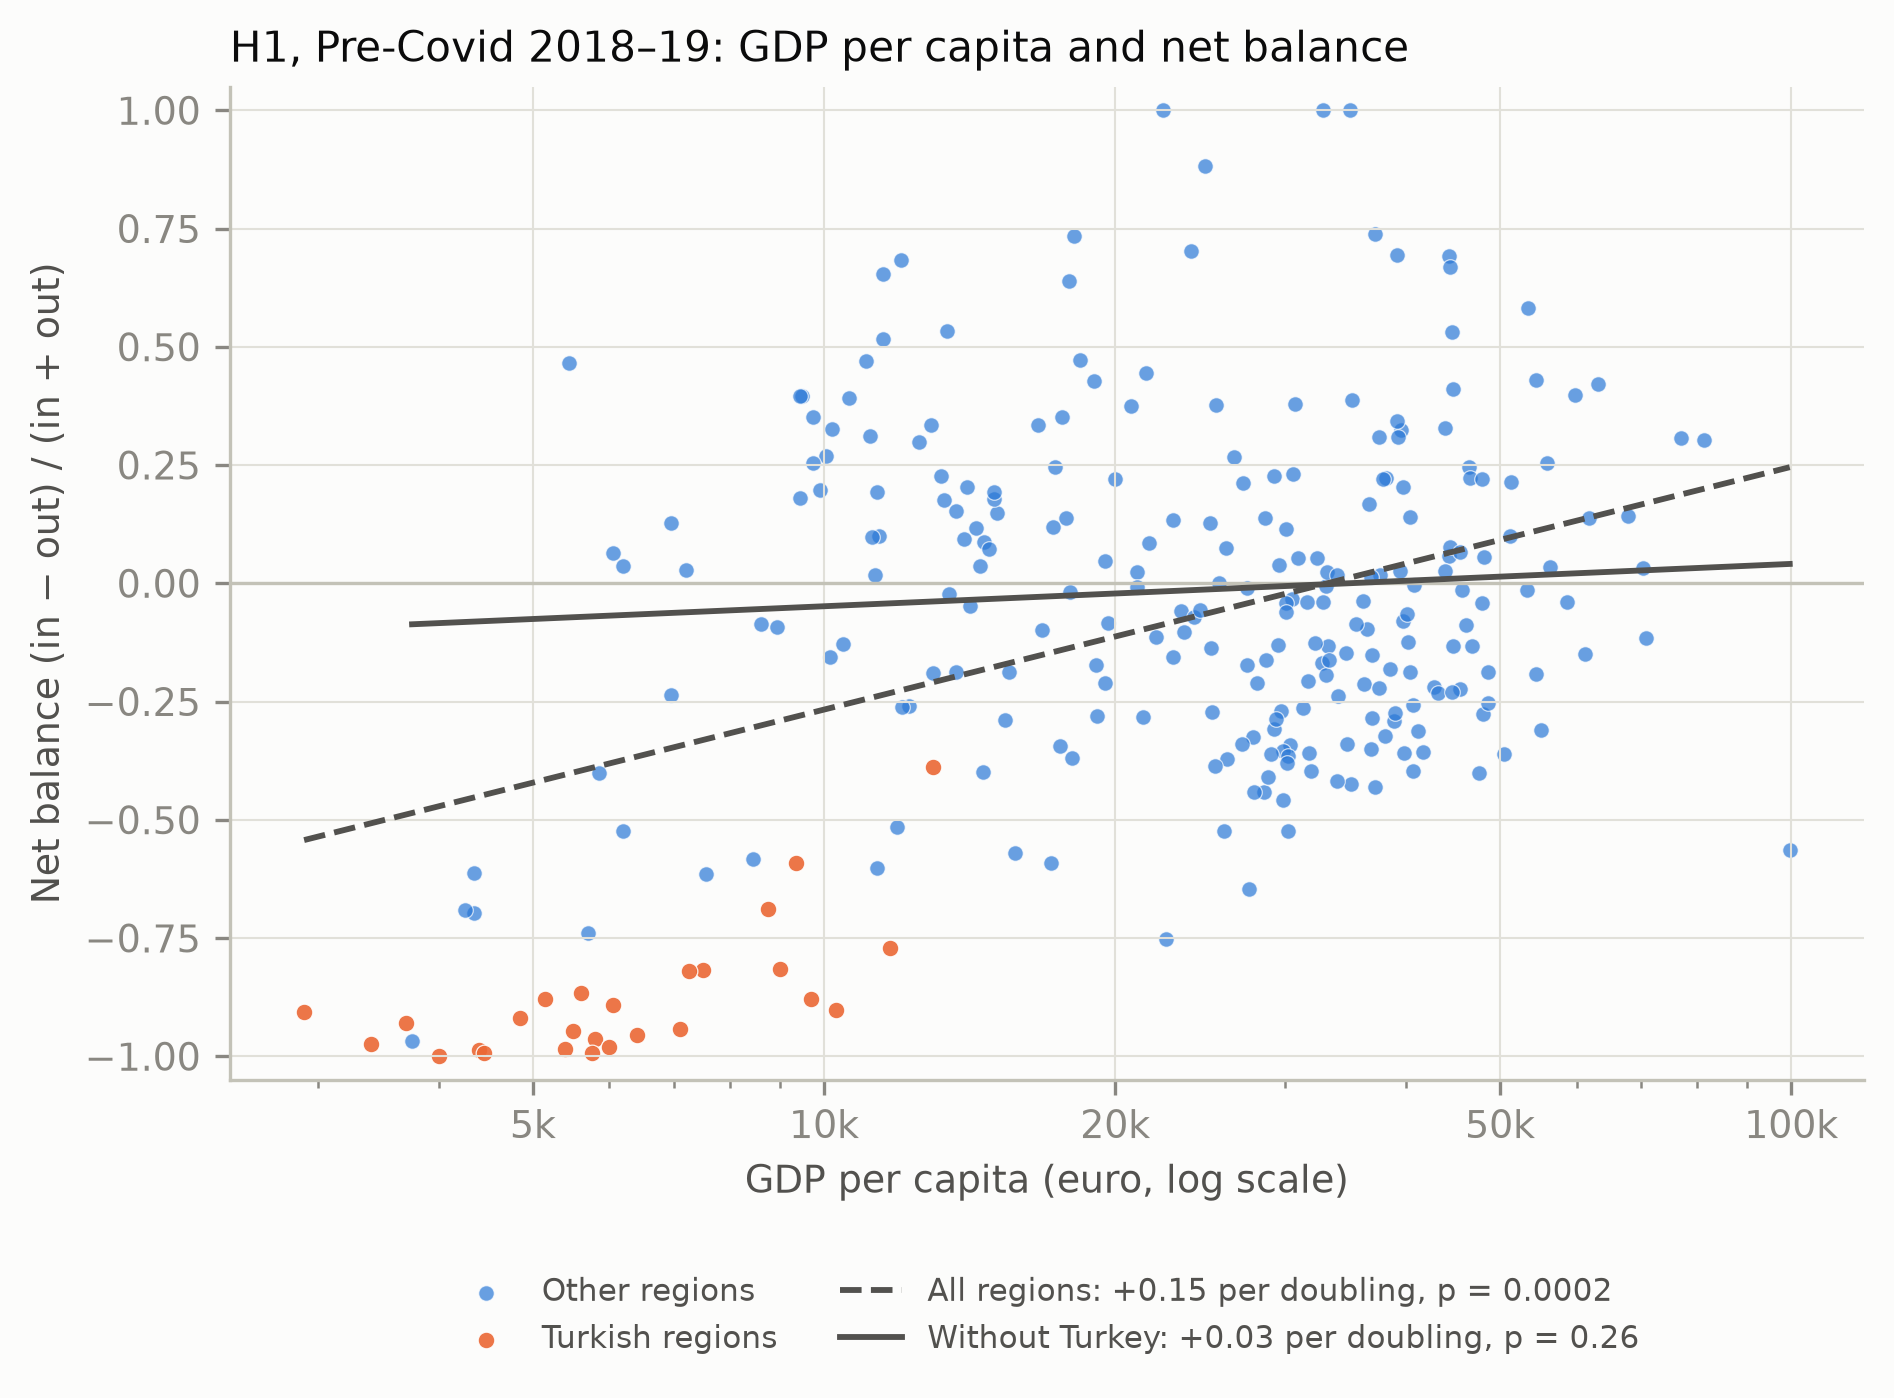 H1, Pre-Covid 2018–19: GDP per capita and net balance
Net balance (in − out) / (in + out)
1.00
0.75
0.50
0.25
0.00
−0.25
−0.50
−0.75
−1.00
5k 10k 20k 50k 100k
GDP per capita (euro, log scale)
Other regions
Turkish regions
All regions: +0.15 per doubling, p = 0.0002
Without Turkey: +0.03 per doubling, p = 0.26